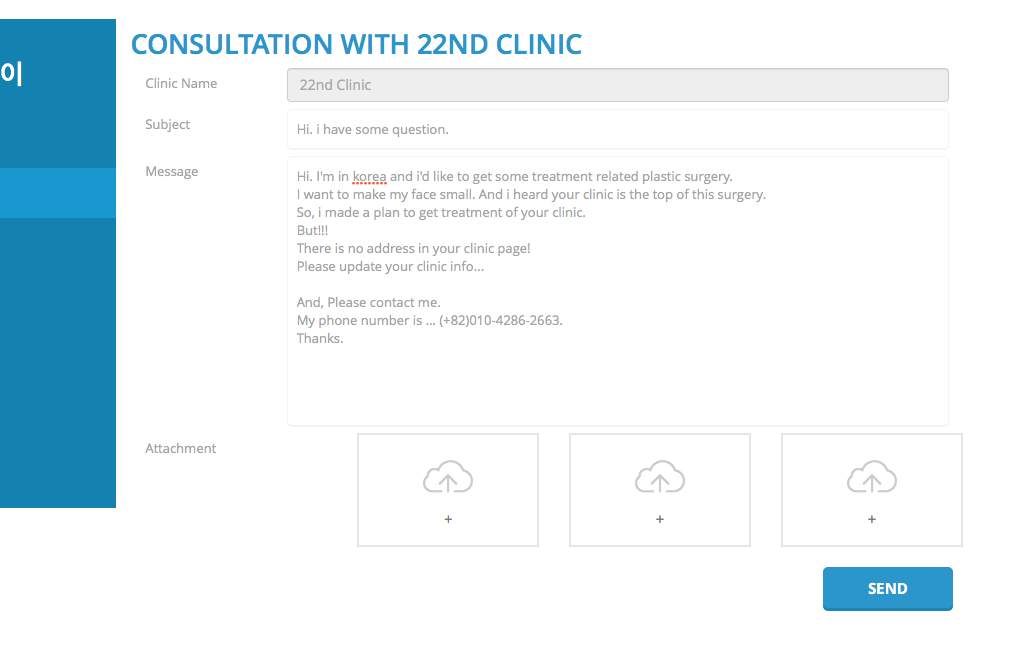 CONSULTATION WITH 22ND CLINIC
이
Clinic Name
22nd Clinic
Subject
Hi. i have some question.
Message
Hi. I'm in korea and i'd like to get some treatment related plastic surgery.
I want to make my face small. And i heard your clinic is the top of this surgery.
So, i made a plan to get treatment of your clinic.
But!!!
There is no address in your clinic page!
Please update your clinic info...
And, Please contact me.
My phone number is ... (+82)010-4286-2663.
Thanks.
Attachment
+
+
+
SEND